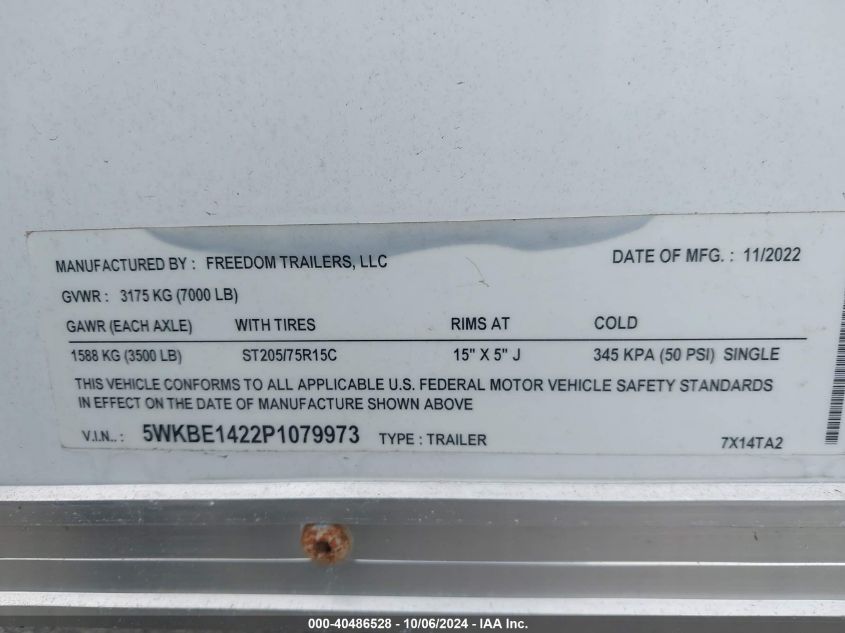 MANUFACTURED BY : FREEDOM TRAILERS, LLC DATE OF MFG. : 11/2022
GVWR : 3175 KG (7000 LB)
GAWR (EACH AXLE) WITH TIRES RIMS AT COLD
1588 KG (3500 LB) ST205/75R15C 15" X 5" J 345 KPA (50 PSI) SINGLE
THIS VEHICLE CONFORMS TO ALL APPLICABLE U.S. FEDERAL MOTOR VEHICLE SAFETY STANDARDS
IN EFFECT ON THE DATE OF MANUFACTURE SHOWN ABOVE
V.I.N.. : 5WKBE1422P1079973 TYPE : TRAILER 7X14TA2
000-40486528 - 10/06/2024 - IAA Inc.